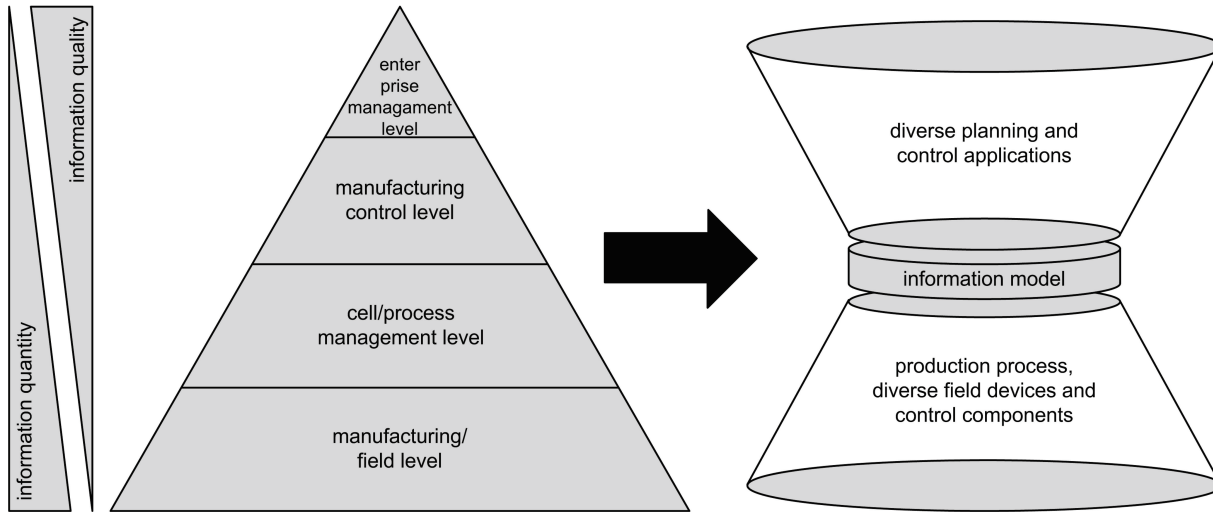 information quality
information quantity
enter
prise
managament
level
manufacturing
control level
cell/process
management level
manufacturing/
field level
diverse planning and
control applications
information model
production process,
diverse field devices and
control components